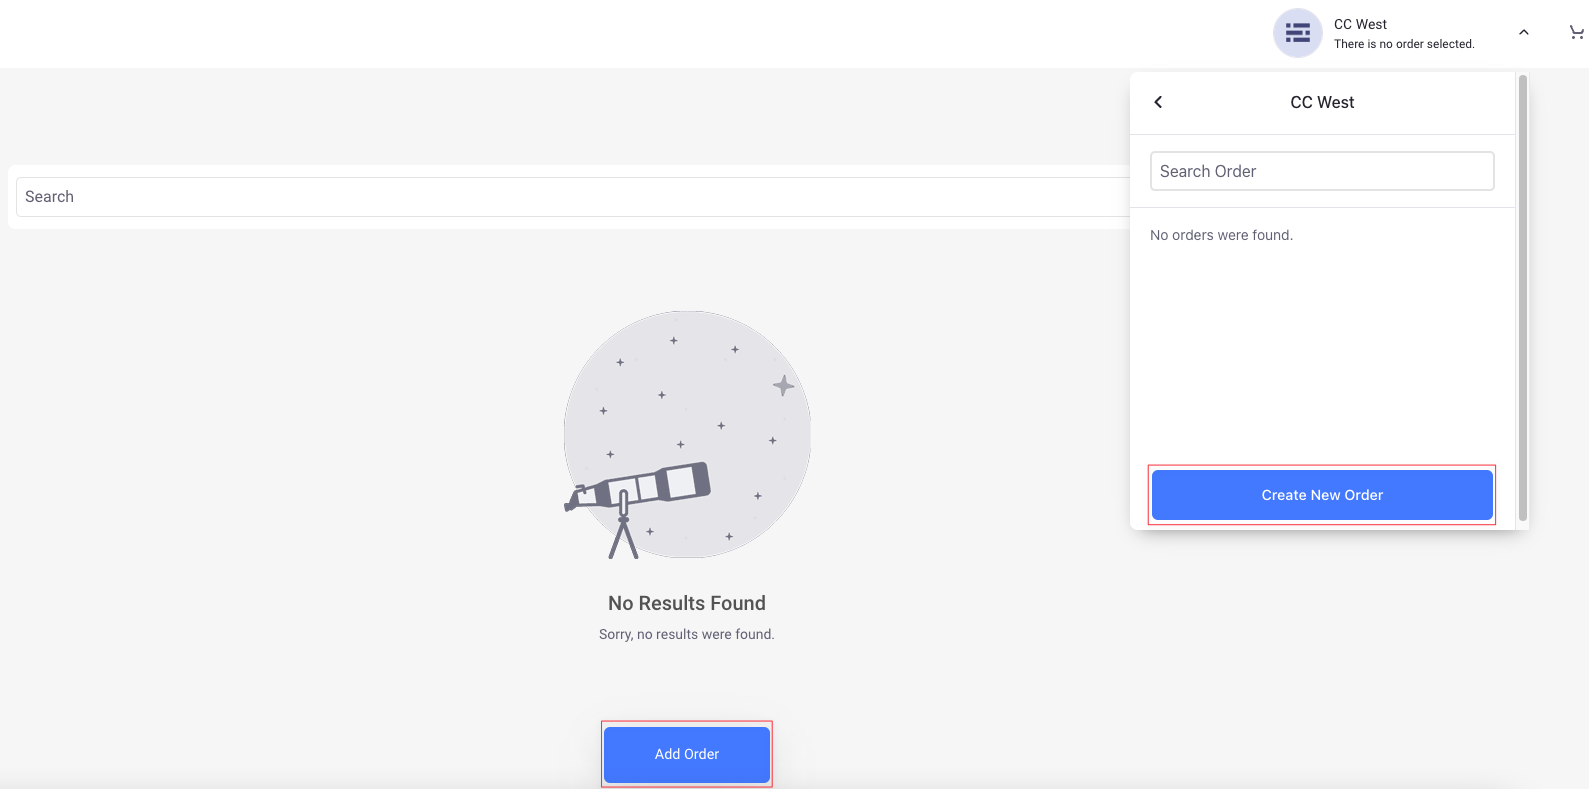 CC West
There is no order selected.
CC West
Search Order
No orders were found.
Create New Order
Search
No Results Found
Sorry, no results were found.
Add Order